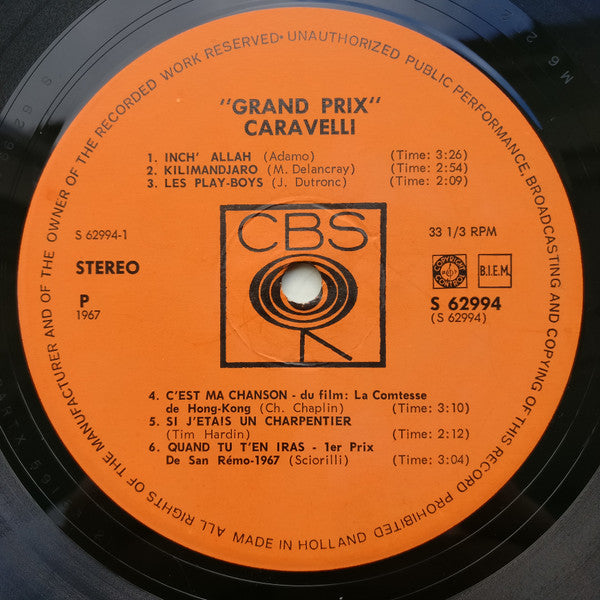 ALL RIGHTS OF THE MANUFACTURER AND OF THE OWNER OF THE RECORDED WORK RESERVED • UNAUTHORIZED PUBLIC PERFORMANCE, BROADCASTING AND COPYING OF THIS RECORD PROHIBITED
"GRAND PRIX"
CARAVELLI
1. INCH' ALLAH (Adamo) (Time: 3:26)
2. KILIMANDJARO (M. Delancray) (Time: 2:54)
3. LES PLAY-BOYS (J. Dutronc) (Time: 2:09)
CBS
S 62994-1
33 1/3 RPM
STEREO
COPYRIGHT CONTROL
B.I.E.M.
P
1967
S 62994
(S 62994)
4. C'EST MA CHANSON - du film: La Comtesse
de Hong-Kong (Ch. Chaplin) (Time: 3:10)
5. SI J'ETAIS UN CHARPENTIER
(Tim Hardin) (Time: 2:12)
6. QUAND TU T'EN IRAS - 1er Prix
De San Rémo-1967 (Sciorilli) (Time: 3:04)
MADE IN HOLLAND